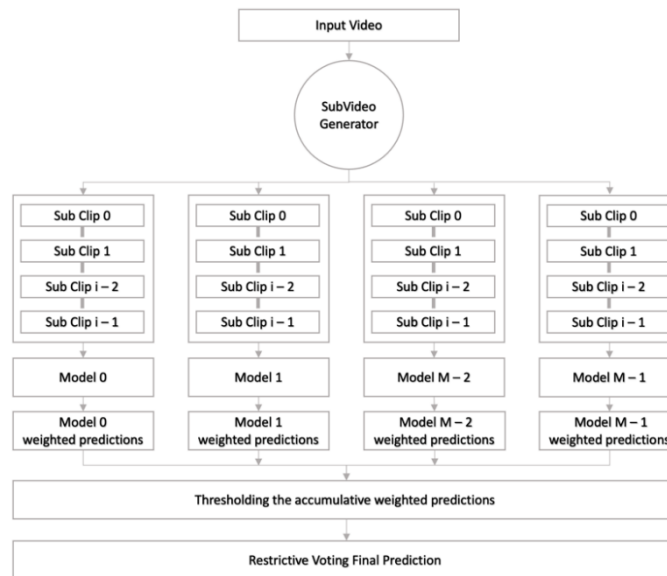 Input Video
SubVideo
Generator
Sub Clip 0
Sub Clip 1
Sub Clip i – 2
Sub Clip i – 1
Model 0
Model 0
weighted predictions
Sub Clip 0
Sub Clip 1
Sub Clip i – 2
Sub Clip i – 1
Model 1
Model 1
weighted predictions
Sub Clip 0
Sub Clip 1
Sub Clip i – 2
Sub Clip i – 1
Model M – 2
Model M – 2
weighted predictions
Sub Clip 0
Sub Clip 1
Sub Clip i – 2
Sub Clip i – 1
Model M – 1
Model M – 1
weighted predictions
Thresholding the accumulative weighted predictions
Restrictive Voting Final Prediction